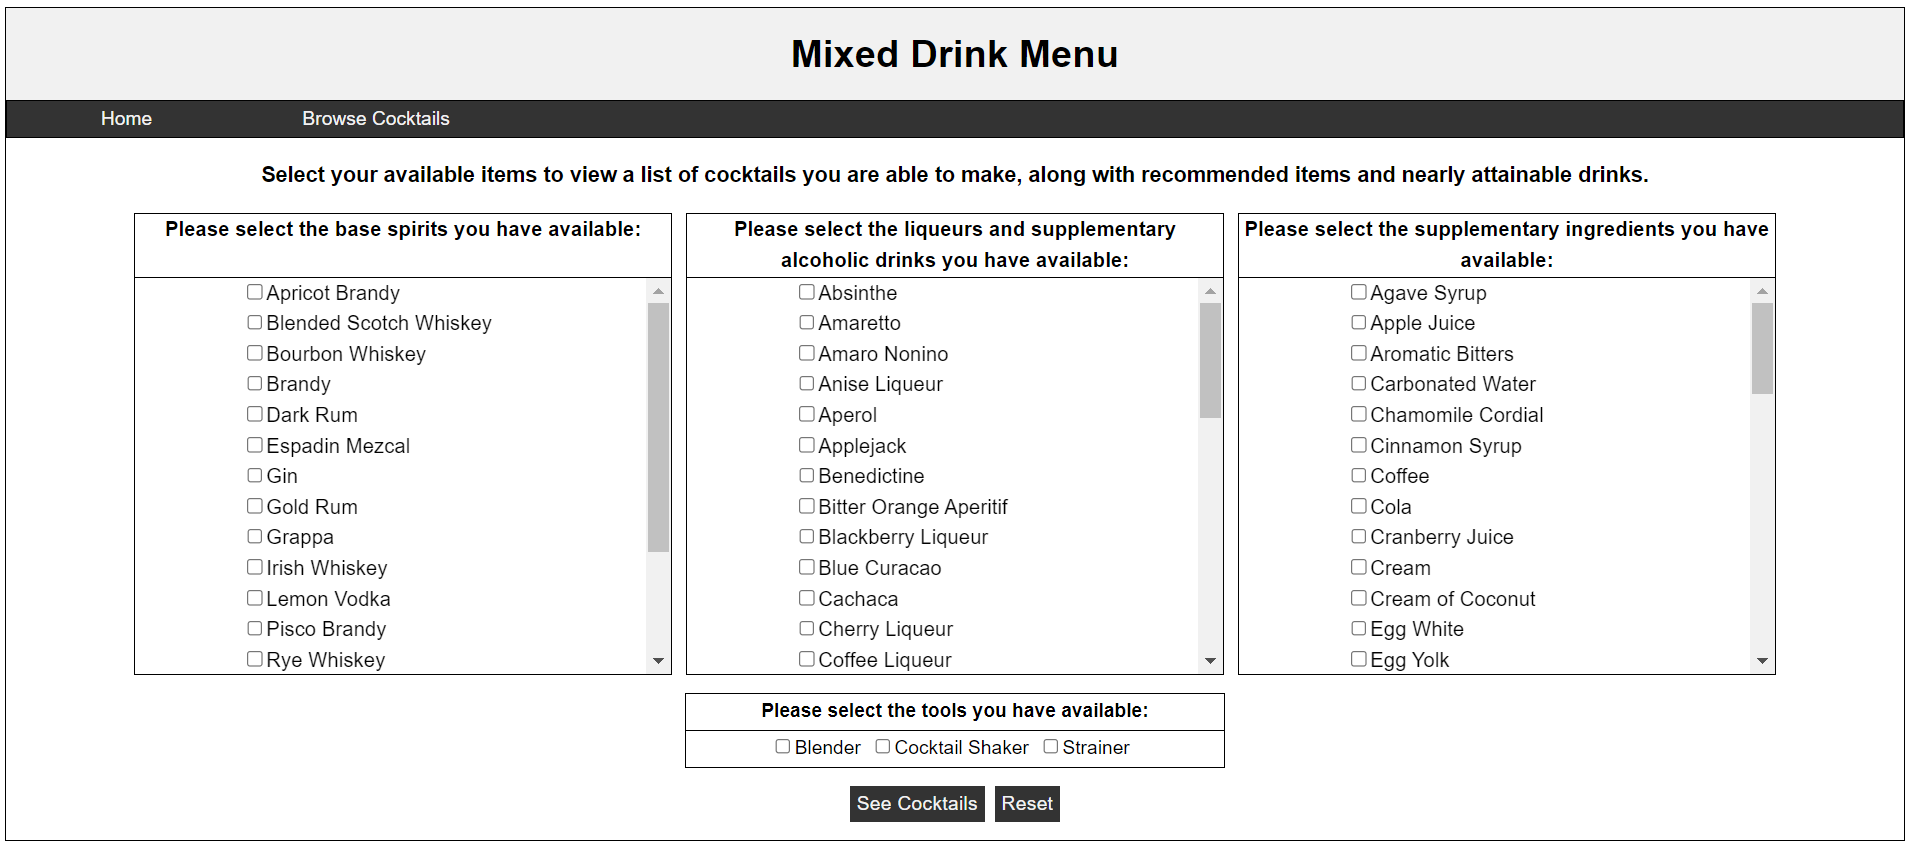 Mixed Drink Menu
Home
Browse Cocktails
Select your available items to view a list of cocktails you are able to make, along with recommended items and nearly attainable drinks.
Please select the base spirits you have available:
Apricot Brandy
Blended Scotch Whiskey
Bourbon Whiskey
Brandy
Dark Rum
Espadin Mezcal
Gin
Gold Rum
Grappa
Irish Whiskey
Lemon Vodka
Pisco Brandy
Rye Whiskey
Please select the liqueurs and supplementary
alcoholic drinks you have available:
Absinthe
Amaretto
Amaro Nonino
Anise Liqueur
Aperol
Applejack
Benedictine
Bitter Orange Aperitif
Blackberry Liqueur
Blue Curacao
Cachaca
Cherry Liqueur
Coffee Liqueur
Please select the supplementary ingredients you have
available:
Agave Syrup
Apple Juice
Aromatic Bitters
Carbonated Water
Chamomile Cordial
Cinnamon Syrup
Coffee
Cola
Cranberry Juice
Cream
Cream of Coconut
Egg White
Egg Yolk
Please select the tools you have available:
Blender Cocktail Shaker Strainer
See Cocktails Reset